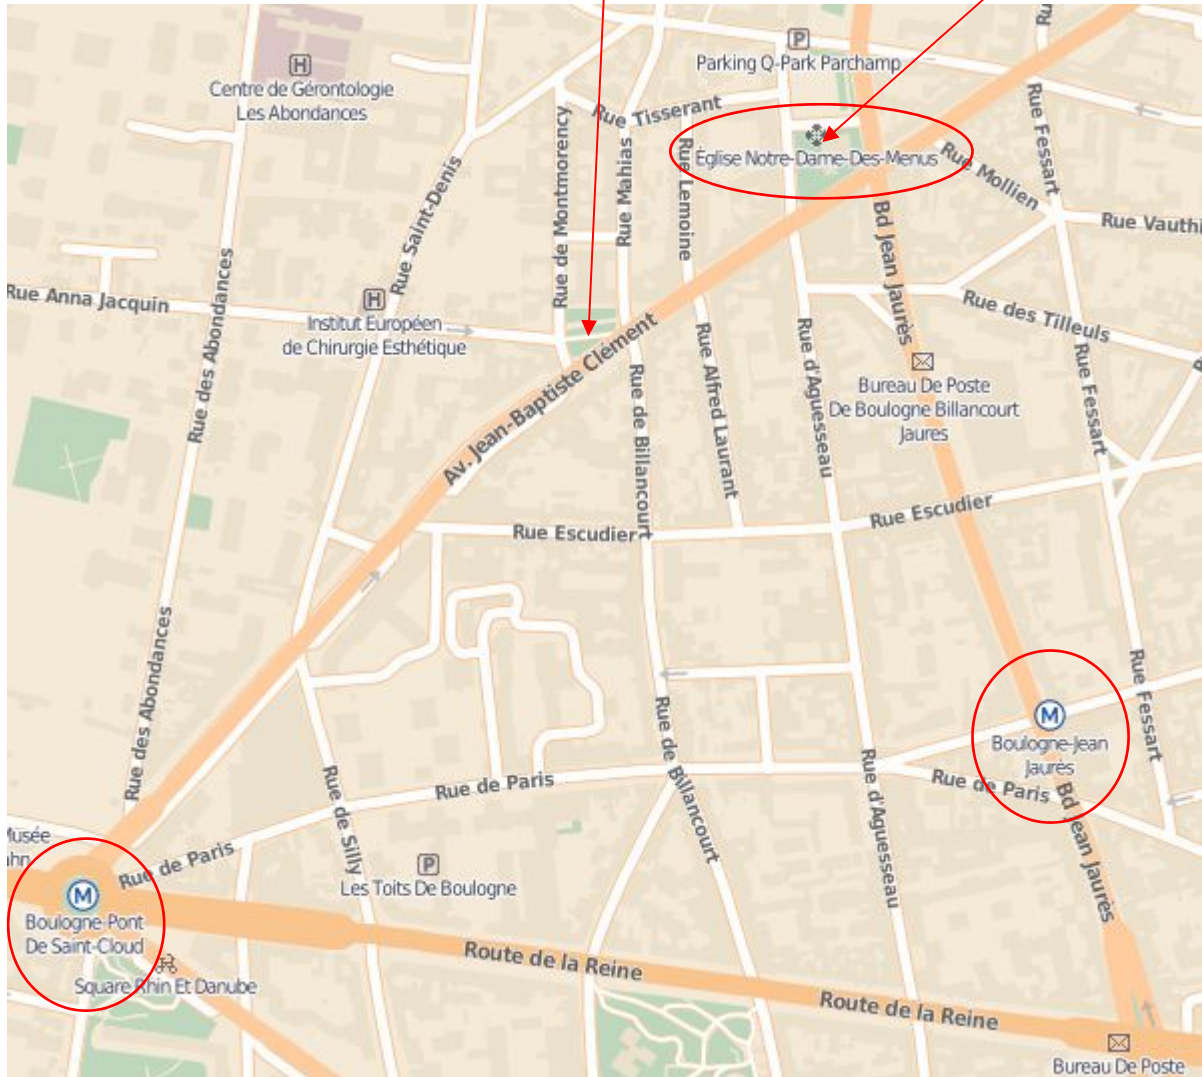 Ru
P
Parking Q-Park Parchamp
H
Centre de Gérontologie
Les Abondances
Rue Tisserant
Rue Fessart
Rue de Montmorency
Rue Mahias
Rue Lemoine
Église Notre-Dame-Des-Menus
Rue Mollien
Rue Saint-Denis
Rue Vauthi
Bd Jean Jaurès
Rue Anna Jacquin
Rue des Abondances
H
Institut Européen
de Chirurgie Esthétique
Rue des Tilleuls
Av. Jean-Baptiste Clément
Rue de Billancourt
Rue Alfred Laurant
Rue d'Aguesseau
Bureau De Poste
De Boulogne Billancourt
Jaures
Rue Fessart
R
Rue Escudier
Rue Escudier
Rue des Abondances
Rue Fessart
M
Boulogne-Jean
Jaurès
Rue de Billancourt
Rue de Silly
Rue de Paris
Rue d'Aguesseau
Rue de Paris
Bd Jean Jaurès
Musée
ahn
Rue de Paris
P
Les Toits De Boulogne
M
Boulogne-Pont
De Saint-Cloud
Square Rhin Et Danube
Route de la Reine
Route de la Reine
Bureau De Poste